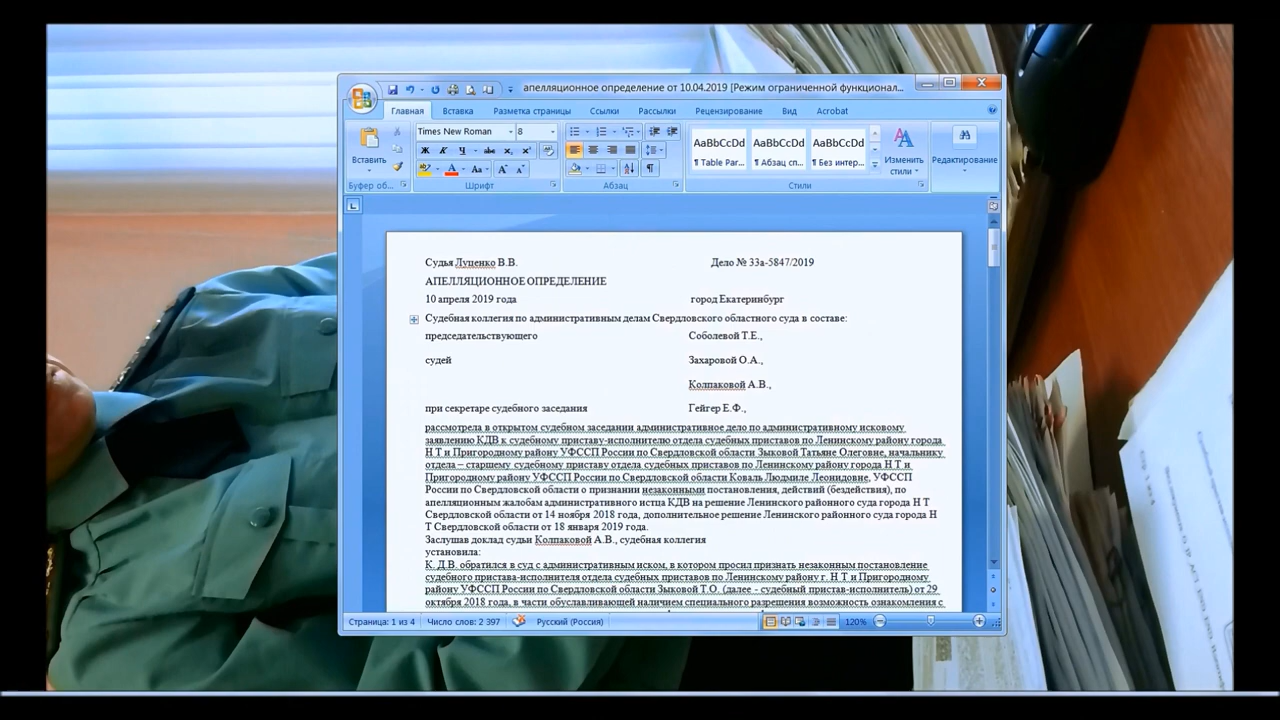 апелляционное определение от 10.04.2019 [Режим ограниченной функционал...
Главная Вставка Разметка страницы Ссылки Рассылки Рецензирование Вид Acrobat
Times New Roman 8
AaBbCcDd AaBbCcDd AaBbCcDd
Вставить
Ж К Ч abc x₂ x²
¶ Table Par... ¶ Абзац сп... ¶ Без интер...
Изменить стили
Редактирование
Буфер об... Шрифт Абзац Стили
Судья Луценко В.В. Дело № 33а-5847/2019
АПЕЛЛЯЦИОННОЕ ОПРЕДЕЛЕНИЕ
10 апреля 2019 года город Екатеринбург
Судебная коллегия по административным делам Свердловского областного суда в составе:
председательствующего Соболевой Т.Е.,
судей Захаровой О.А.,
Колпаковой А.В.,
при секретаре судебного заседания Гейгер Е.Ф.,
рассмотрела в открытом судебном заседании административное дело по административному исковому
заявлению КДВ к судебному приставу-исполнителю отдела судебных приставов по Ленинскому району города
Н Т и Пригородному району УФССП России по Свердловской области Зыковой Татьяне Олеговне, начальнику
отдела – старшему судебному приставу отдела судебных приставов по Ленинскому району города Н Т и
Пригородному району УФССП России по Свердловской области Коваль Людмиле Леонидовне, УФССП
России по Свердловской области о признании незаконными постановления, действий (бездействия), по
апелляционным жалобам административного истца КДВ на решение Ленинского районного суда города Н Т
Свердловской области от 14 ноября 2018 года, дополнительное решение Ленинского районного суда города Н
Т Свердловской области от 18 января 2019 года.
Заслушав доклад судьи Колпаковой А.В., судебная коллегия
установила:
К. Д.В. обратился в суд с административным иском, в котором просил признать незаконным постановление
судебного пристава-исполнителя отдела судебных приставов по Ленинскому району г. Н Т и Пригородному
району УФССП России по Свердловской области Зыковой Т.О. (далее - судебный пристав-исполнитель) от 29
октября 2018 года, в части обуславливающей наличием специального разрешения возможность ознакомления с
Страница: 1 из 4 Число слов: 2 397 Русский (Россия) 120%